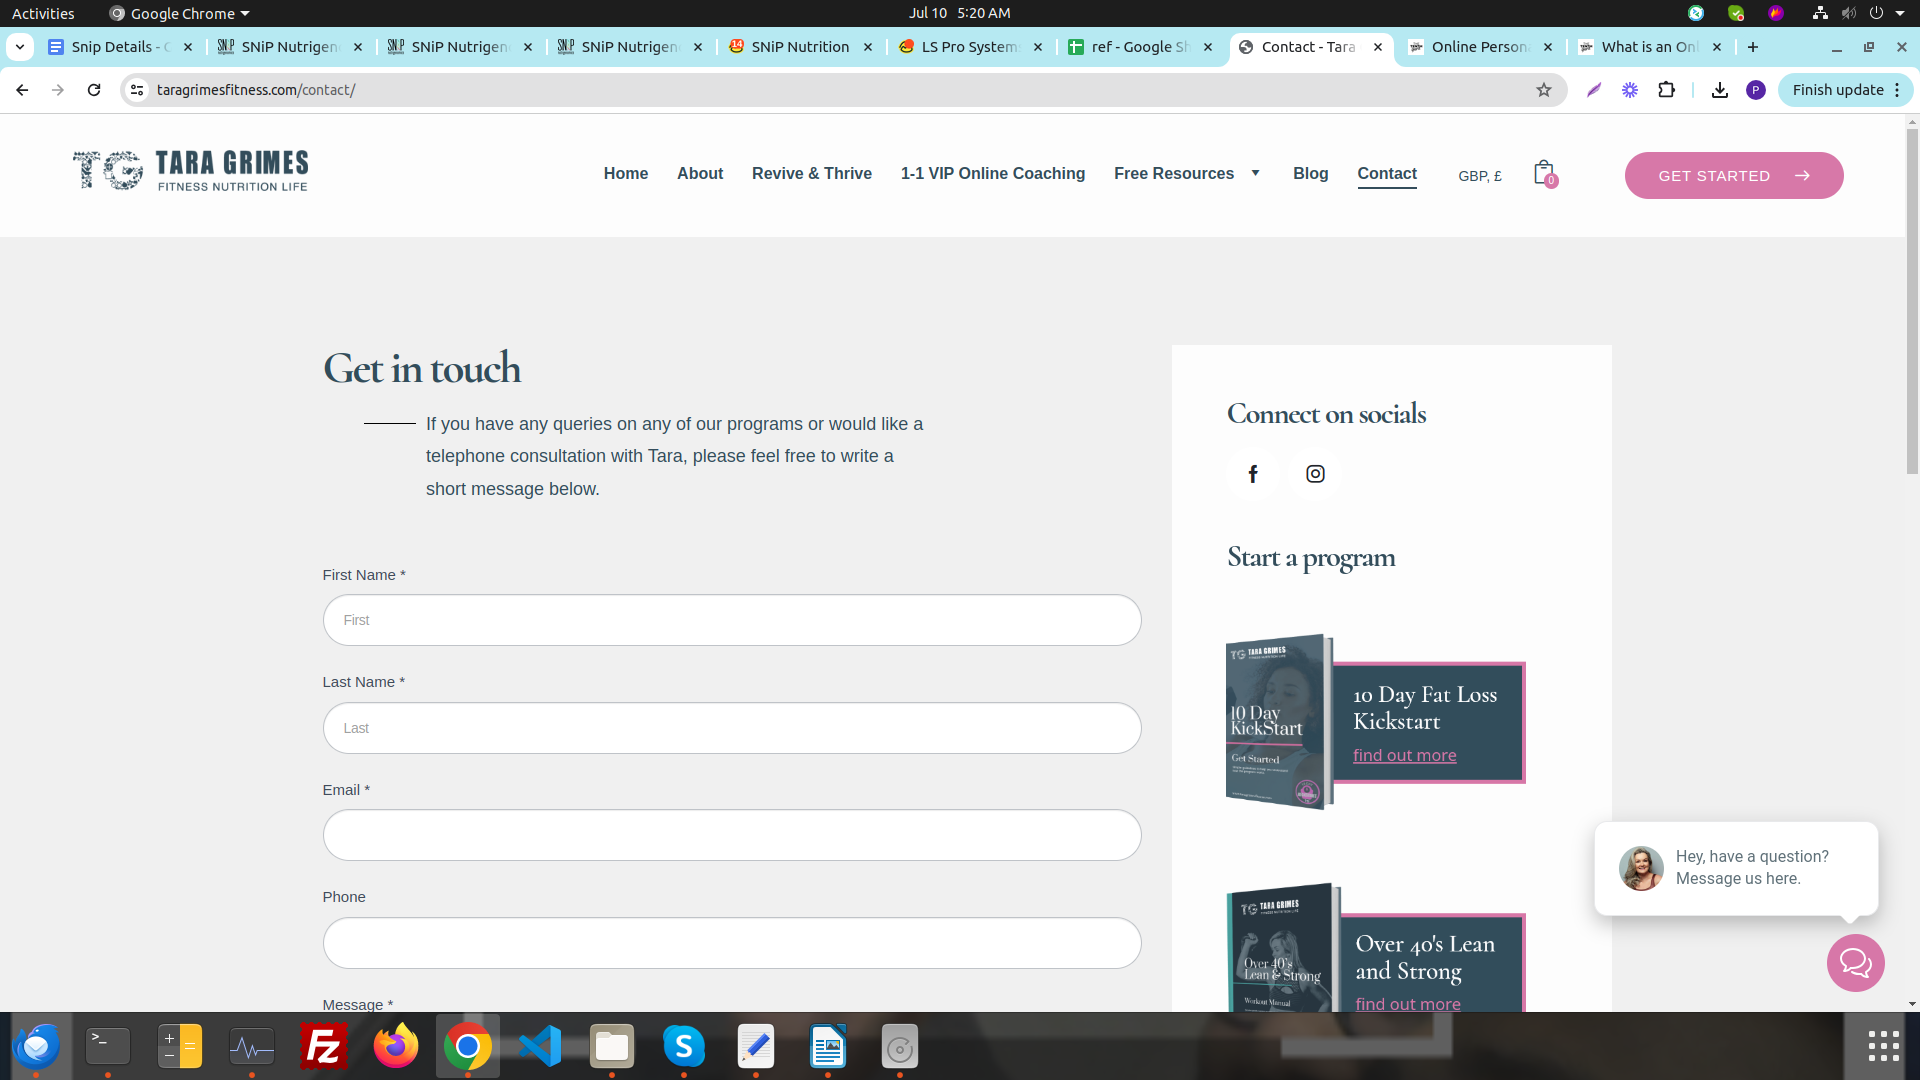 Activities
Google Chrome
Jul 10 5:20 AM
Snip Details - G
SNiP Nutrigen
SNiP Nutrigen
SNiP Nutrigen
SNiP Nutrition
LS Pro Systems
ref - Google Sh
Contact - Tara
Online Persona
What is an Onl
taragrimesfitness.com/contact/
P
Finish update
TG TARA GRIMES
FITNESS NUTRITION LIFE
Home
About
Revive & Thrive
1-1 VIP Online Coaching
Free Resources
Blog
Contact
GBP, £
0
GET STARTED
Get in touch
If you have any queries on any of our programs or would like a
telephone consultation with Tara, please feel free to write a
short message below.
First Name *
First
Last Name *
Last
Email *
Phone
Message *
Connect on socials
Start a program
TG TARA GRIMES
10 Day
KickStart
Get Started
10 Day Fat Loss
Kickstart
find out more
TG TARA GRIMES
Over 40's
Lean & Strong
Workout Manual
Over 40's Lean
and Strong
find out more
Hey, have a question?
Message us here.